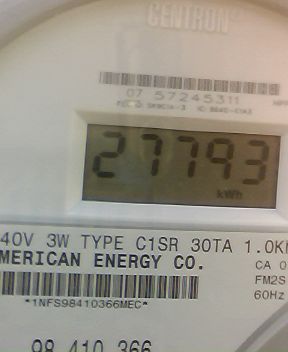 CENTRON
07 57245311
27793
kWh
40V 3W TYPE C1SR 30TA 1.0K
MERICAN ENERGY CO.
CA 0
*1NFS98410366MEC*
FM2S
60Hz
98 410 366